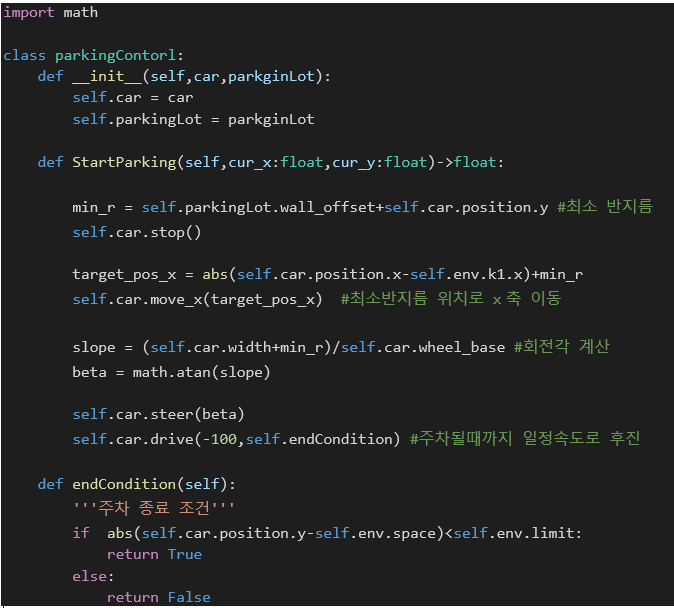 import math
class parkingContorl:
def __init__(self,car,parkginLot):
self.car = car
self.parkingLot = parkginLot
def StartParking(self,cur_x:float,cur_y:float)->float:
min_r = self.parkingLot.wall_offset+self.car.position.y #최소 반지름
self.car.stop()
target_pos_x = abs(self.car.position.x-self.env.k1.x)+min_r
self.car.move_x(target_pos_x)  #최소반지름 위치로 x축 이동
slope = (self.car.width+min_r)/self.car.wheel_base #회전각 계산
beta = math.atan(slope)
self.car.steer(beta)
self.car.drive(-100,self.endCondition) #주차될때까지 일정속도로 후진
def endCondition(self):
'''주차 종료 조건'''
if  abs(self.car.position.y-self.env.space)<self.env.limit:
return True
else:
return False